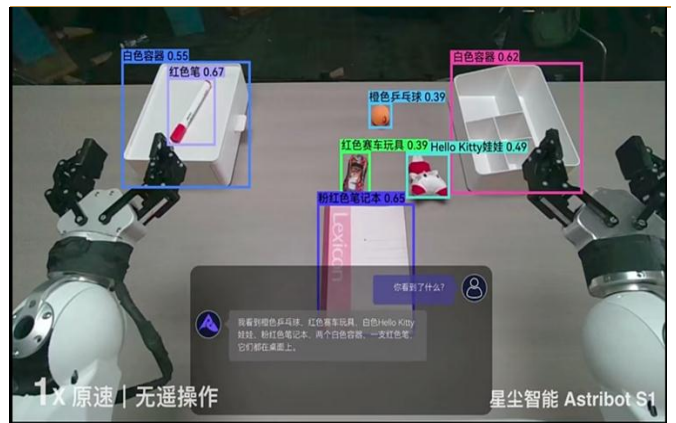 白色容器 0.55
红色笔 0.67
白色容器 0.62
橙色乒乓球 0.39
红色赛车玩具 0.39
Hello Kitty娃娃 0.49
粉红色笔记本 0.65
Lexicon
你看到了什么？
我看到橙色乒乓球、红色赛车玩具、白色Hello Kitty
娃娃、粉红色笔记本、两个白色容器、一支红色笔，
它们都在桌面上。
1x 原速｜无遥操作
星尘智能 Astribot S1